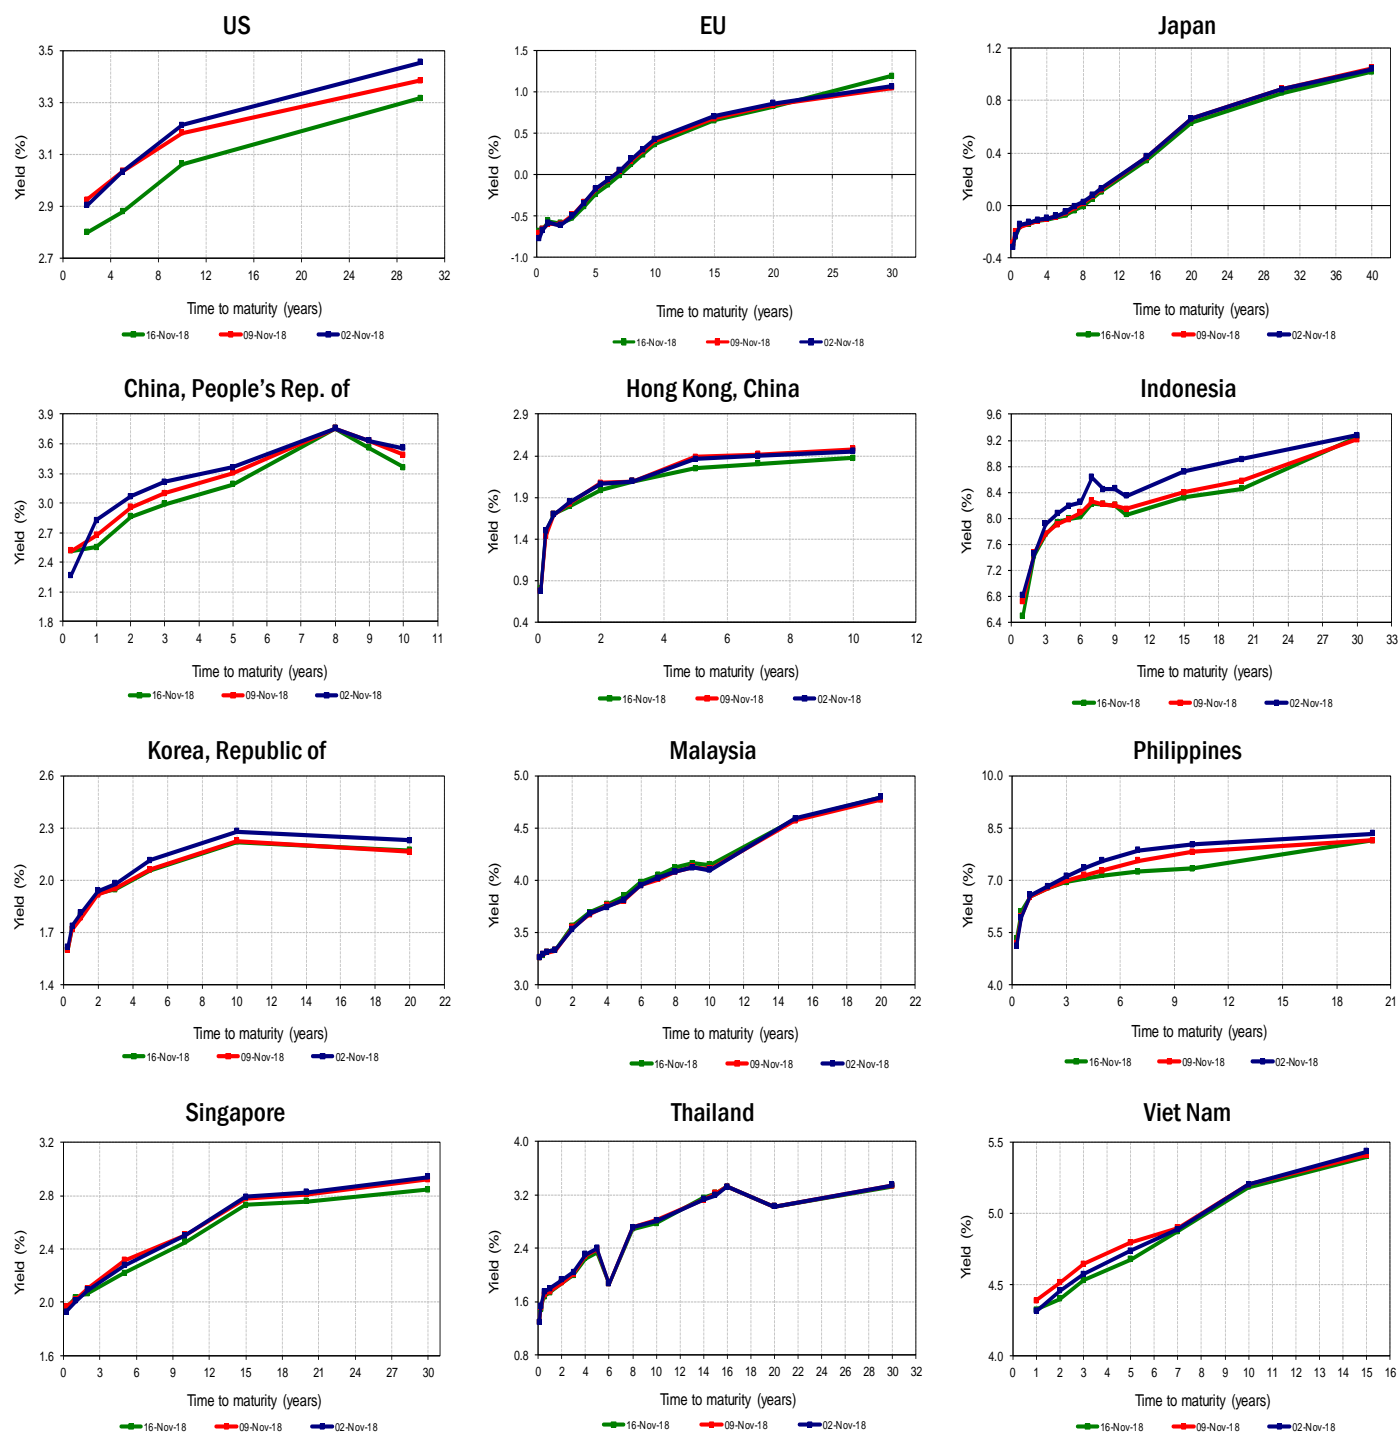 US
EU
Japan
3.5
3.3
3.1
2.9
2.7
Yield (%)
0 4 8 12 16 20 24 28 32
Time to maturity (years)
16-Nov-18 09-Nov-18 02-Nov-18
1.5
1.0
0.5
0.0
-0.5
-1.0
Yield (%)
0 5 10 15 20 25 30
Time to maturity (years)
16-Nov-18 09-Nov-18 02-Nov-18
1.2
0.8
0.4
0.0
-0.4
Yield (%)
0 4 8 12 16 20 24 28 32 36 40
Time to maturity (years)
16-Nov-18 09-Nov-18 02-Nov-18
China, People's Rep. of
Hong Kong, China
Indonesia
3.9
3.6
3.3
3.0
2.7
2.4
2.1
1.8
Yield (%)
0 1 2 3 4 5 6 7 8 9 10 11
Time to maturity (years)
16-Nov-18 09-Nov-18 02-Nov-18
2.9
2.4
1.9
1.4
0.9
0.4
Yield (%)
0 2 4 6 8 10 12
Time to maturity (years)
16-Nov-18 09-Nov-18 02-Nov-18
9.6
9.2
8.8
8.4
8.0
7.6
7.2
6.8
6.4
Yield (%)
0 3 6 9 12 15 18 21 24 27 30 33
Time to maturity (years)
16-Nov-18 09-Nov-18 02-Nov-18
Korea, Republic of
Malaysia
Philippines
2.6
2.3
2.0
1.7
1.4
Yield (%)
0 2 4 6 8 10 12 14 16 18 20 22
Time to maturity (years)
16-Nov-18 09-Nov-18 02-Nov-18
5.0
4.5
4.0
3.5
3.0
Yield (%)
0 2 4 6 8 10 12 14 16 18 20 22
Time to maturity (years)
16-Nov-18 09-Nov-18 02-Nov-18
10.0
8.5
7.0
5.5
4.0
Yield (%)
0 3 6 9 12 15 18 21
Time to maturity (years)
16-Nov-18 09-Nov-18 02-Nov-18
Singapore
Thailand
Viet Nam
3.2
2.8
2.4
2.0
1.6
Yield (%)
0 3 6 9 12 15 18 21 24 27 30
Time to maturity (years)
16-Nov-18 09-Nov-18 02-Nov-18
4.0
3.2
2.4
1.6
0.8
Yield (%)
0 2 4 6 8 10 12 14 16 18 20 22 24 26 28 30 32
Time to maturity (years)
16-Nov-18 09-Nov-18 02-Nov-18
5.5
5.0
4.5
4.0
Yield (%)
0 1 2 3 4 5 6 7 8 9 10 11 12 13 14 15 16
Time to maturity (years)
16-Nov-18 09-Nov-18 02-Nov-18